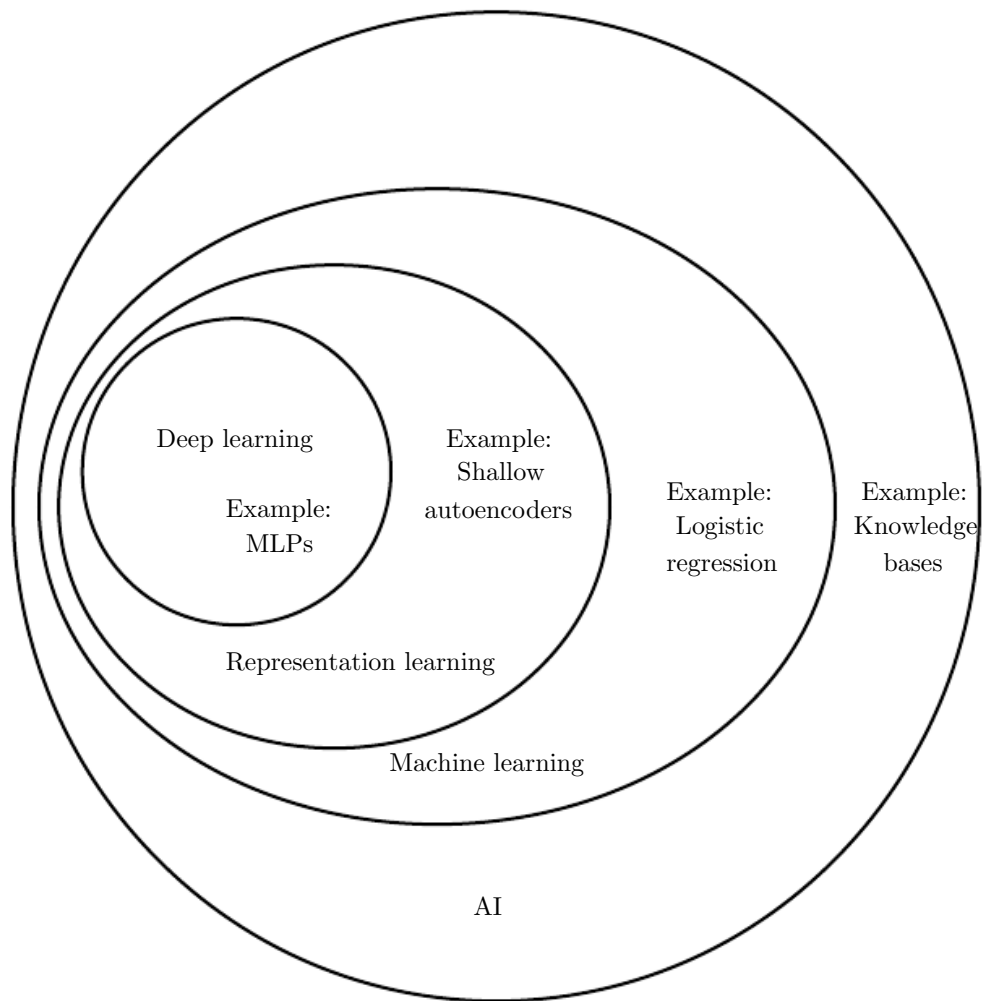 Deep learning
Example:
MLPs
Example:
Shallow
autoencoders
Example:
Logistic
regression
Example:
Knowledge
bases
Representation learning
Machine learning
AI